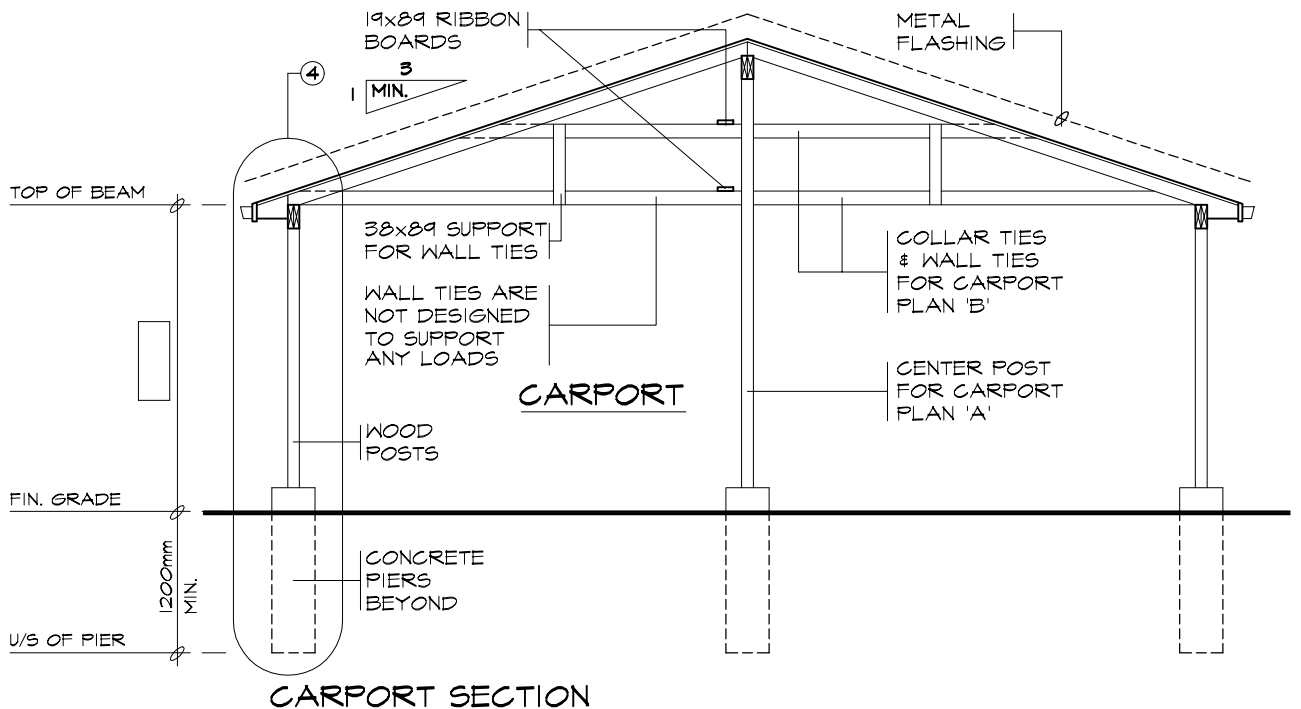 19x89 RIBBON
BOARDS
METAL
FLASHING
4
3
1
MIN.
TOP OF BEAM
38x89 SUPPORT
FOR WALL TIES
COLLAR TIES
& WALL TIES
FOR CARPORT
PLAN 'B'
WALL TIES ARE
NOT DESIGNED
TO SUPPORT
ANY LOADS
CENTER POST
FOR CARPORT
PLAN 'A'
CARPORT
WOOD
POSTS
FIN. GRADE
1200mm
MIN.
CONCRETE
PIERS
BEYOND
U/S OF PIER
CARPORT SECTION